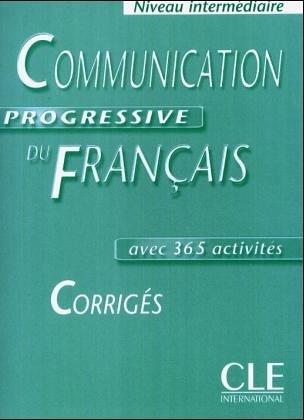 Niveau intermédiaire
COMMUNICATION
PROGRESSIVE
DU FRANÇAIS
avec 365 activités
CORRIGÉS
CLE
INTERNATIONAL